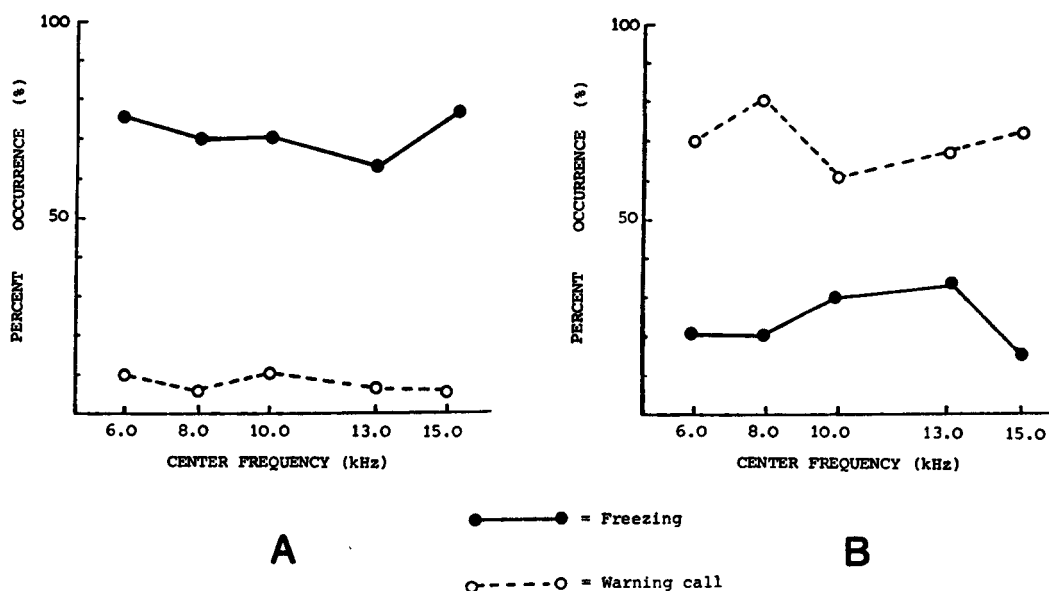 100
50
PERCENT OCCURRENCE (%)
6.0 8.0 10.0 13.0 15.0
CENTER FREQUENCY (kHz)
A
100
50
PERCENT OCCURRENCE (%)
6.0 8.0 10.0 13.0 15.0
CENTER FREQUENCY (kHz)
B
= Freezing
= Warning call